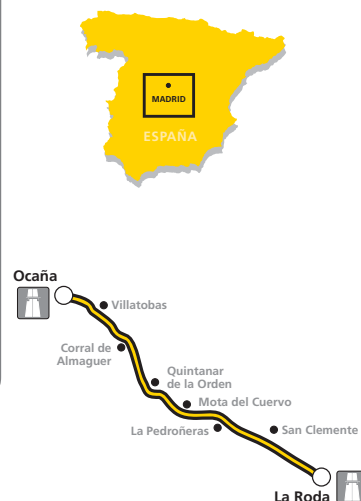 MADRID
ESPAÑA
Ocaña
Villatobas
Corral de
Almaguer
Quintanar
de la Orden
Mota del Cuervo
La Pedroñeras
San Clemente
La Roda